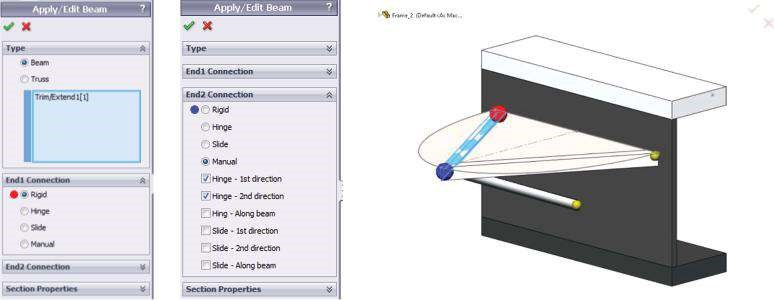 Apply/Edit Beam ?
Type
Beam
Truss
Trim/Extend1[1]
End1 Connection
Rigid
Hinge
Slide
Manual
End2 Connection
Section Properties
Apply/Edit Beam ?
Type
End1 Connection
End2 Connection
Rigid
Hinge
Slide
Manual
Hinge - 1st direction
Hinge - 2nd direction
Hing - Along beam
Slide - 1st direction
Slide - 2nd direction
Slide - Along beam
Section Properties
Frame_2 (Default<As Mac...